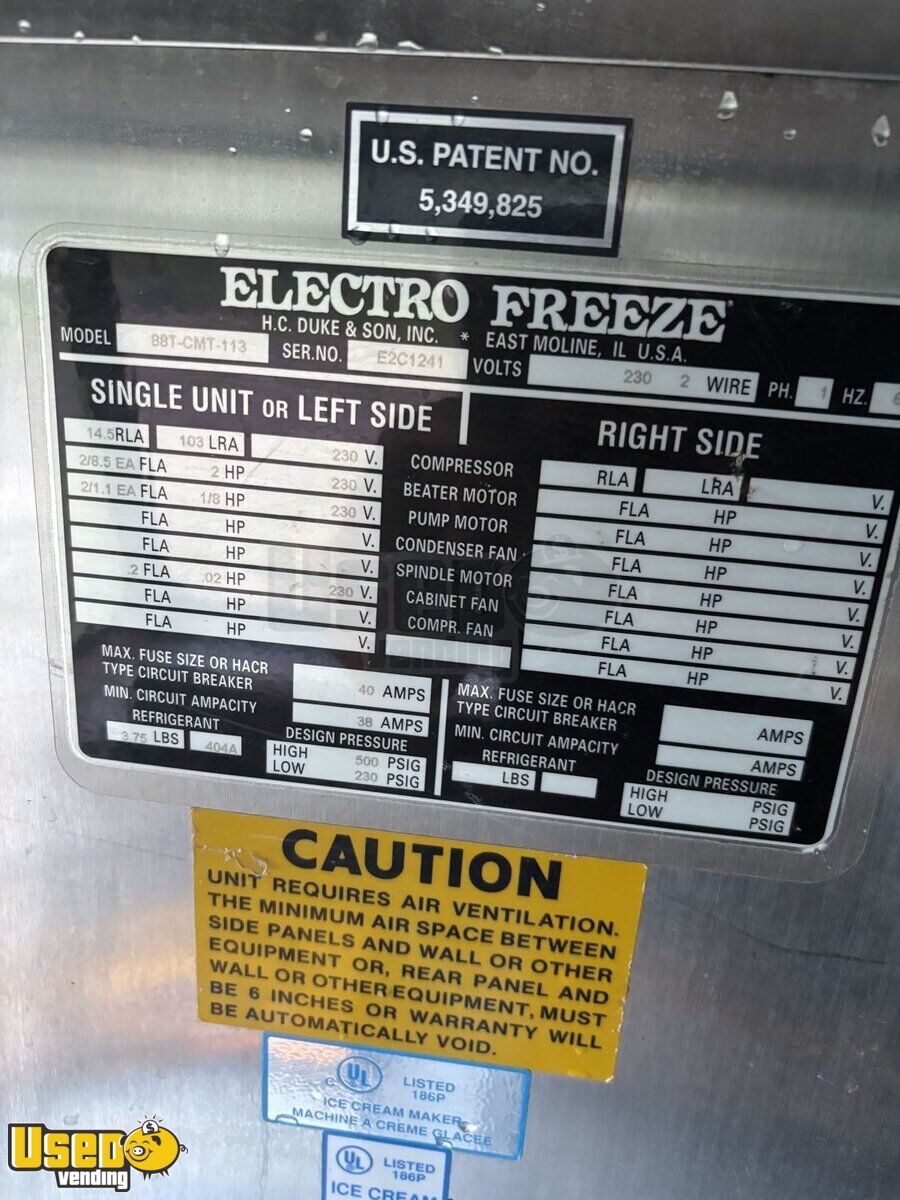 U.S. PATENT NO.
5,349,825
ELECTRO FREEZE
H.C. DUKE & SON, INC. * EAST MOLINE, IL U.S.A.
MODEL 88T-CMT-113 SER.NO. E2C1241 VOLTS 230 2 WIRE PH. 1 HZ. 6
SINGLE UNIT OR LEFT SIDE RIGHT SIDE
14.5 RLA 103 LRA 230 V. COMPRESSOR RLA LRA V.
2/8.5 EA FLA 2 HP 230 V. BEATER MOTOR FLA HP V.
2/1.1 EA FLA 1/8 HP 230 V. PUMP MOTOR FLA HP V.
FLA HP V. CONDENSER FAN FLA HP V.
FLA HP V. SPINDLE MOTOR FLA HP V.
.2 FLA .02 HP 230 V. CABINET FAN FLA HP V.
FLA HP V. COMPR. FAN FLA HP V.
FLA HP V.
MAX. FUSE SIZE OR HACR
TYPE CIRCUIT BREAKER 40 AMPS
MIN. CIRCUIT AMPACITY 38 AMPS
REFRIGERANT DESIGN PRESSURE
3.75 LBS 404A HIGH 500 PSIG
LOW 230 PSIG
MAX. FUSE SIZE OR HACR
TYPE CIRCUIT BREAKER AMPS
MIN. CIRCUIT AMPACITY AMPS
REFRIGERANT DESIGN PRESSURE
LBS HIGH PSIG
LOW PSIG
CAUTION
UNIT REQUIRES AIR VENTILATION.
THE MINIMUM AIR SPACE BETWEEN
SIDE PANELS AND WALL OR OTHER
EQUIPMENT OR, REAR PANEL AND
WALL OR OTHER EQUIPMENT, MUST
BE 6 INCHES OR WARRANTY WILL
BE AUTOMATICALLY VOID.
C UL LISTED
186P
ICE CREAM MAKER
MACHINE A CREME GLACEE
UL LISTED
186P
ICE CREAM
USED
vending